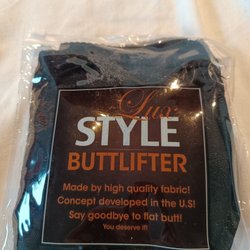 Lux
STYLE
BUTTLIFTER
Made by high quality fabric!
Concept developed in the U.S!
Say goodbye to flat butt!
You deserve it!